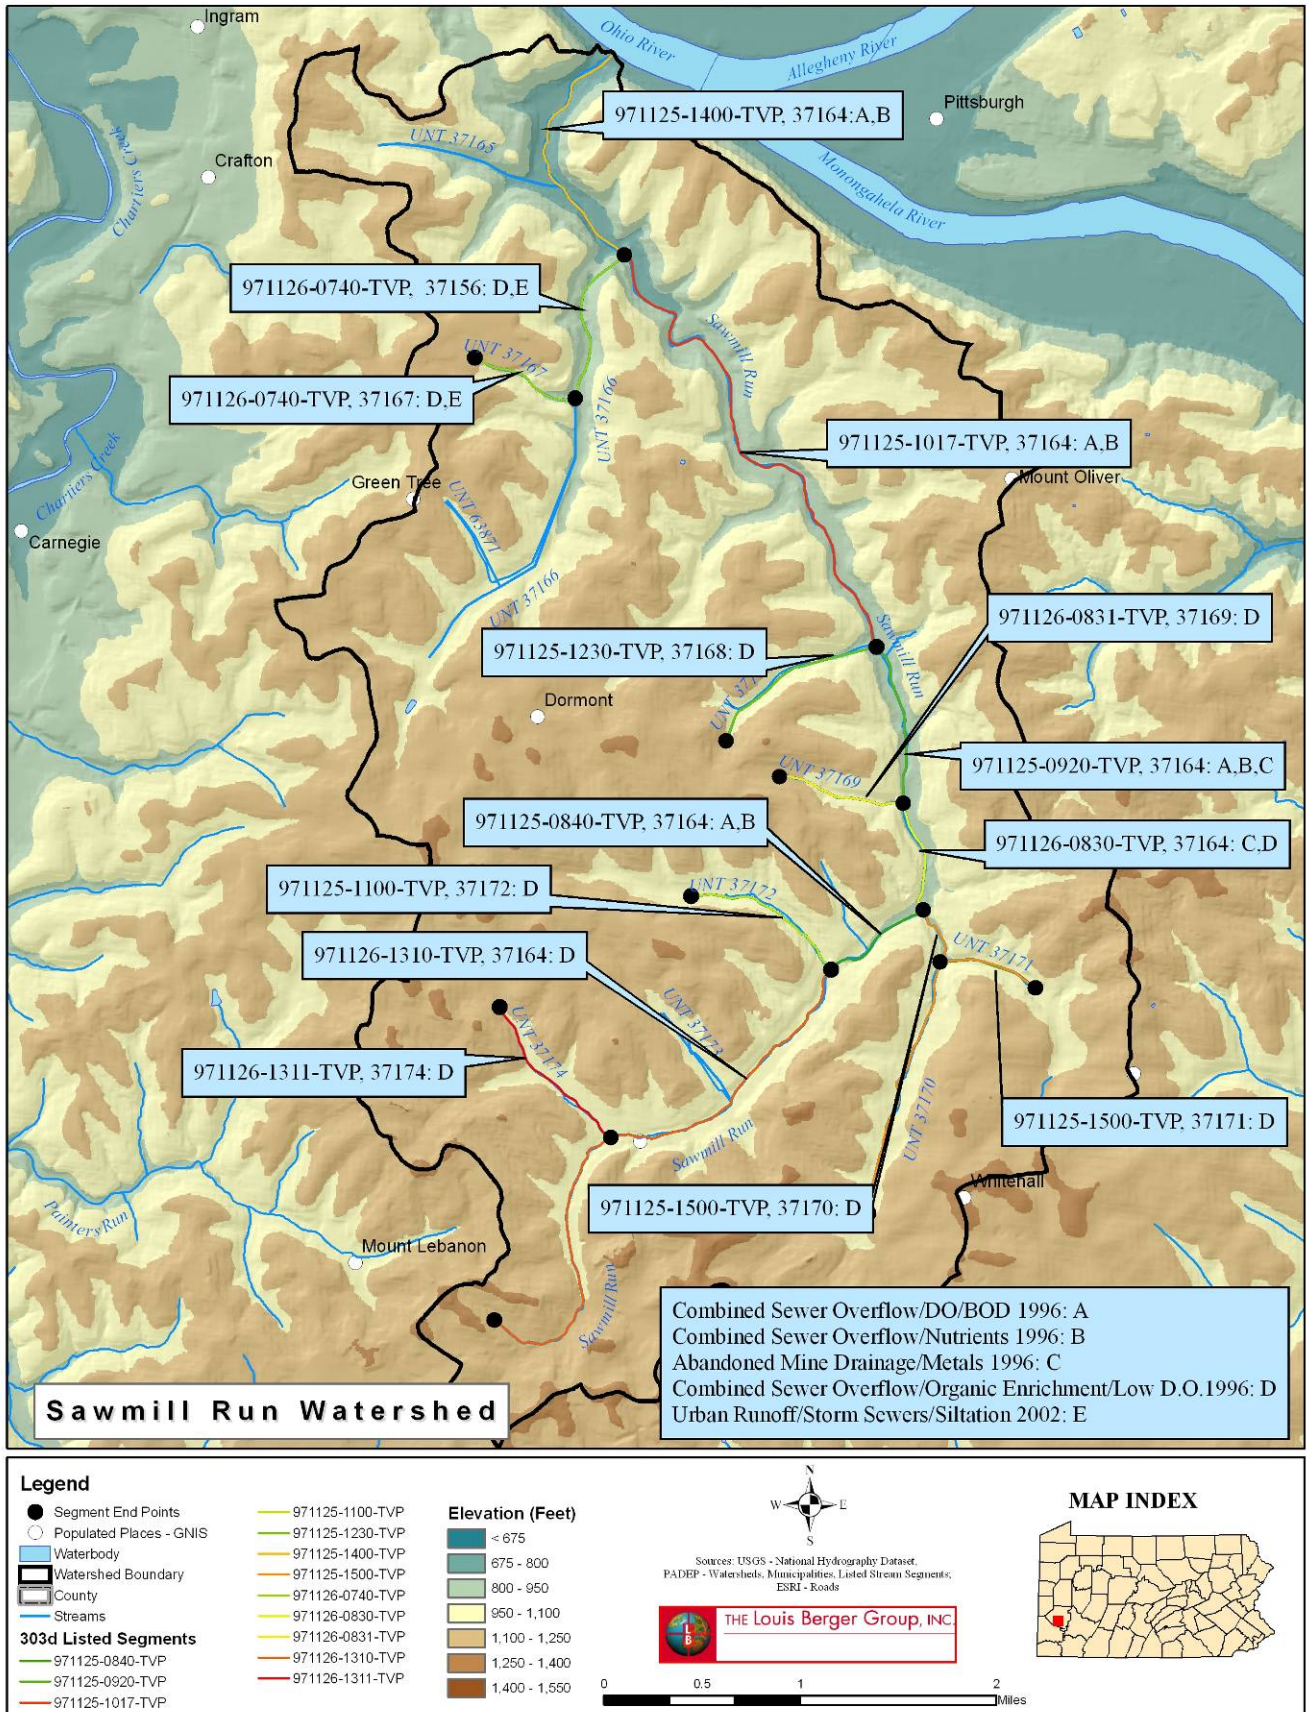 Ingram
Ohio River
Allegheny River
Pittsburgh
971125-1400-TVP, 37164:A,B
UNT 37165
Chartiers Creek
Crafton
Monongahela River
971126-0740-TVP, 37156: D,E
Sawmill Run
UNT 37167
971126-0740-TVP, 37167: D,E
UNT 37166
971125-1017-TVP, 37164: A,B
Mount Oliver
Green Tree
UNT 63871
Chartiers Creek
Carnegie
UNT 37166
971126-0831-TVP, 37169: D
Sawmill Run
971125-1230-TVP, 37168: D
UNT 37
Dormont
971125-0920-TVP, 37164: A,B,C
UNT 37169
971125-0840-TVP, 37164: A,B
971126-0830-TVP, 37164: C,D
971125-1100-TVP, 37172: D
UNT 37172
971126-1310-TVP, 37164: D
UNT 37171
UNT 37173
UNT 37174
971126-1311-TVP, 37174: D
UNT 37170
971125-1500-TVP, 37171: D
Sawmill Run
Whitehall
971125-1500-TVP, 37170: D
Painters Run
Mount Lebanon
Sawmill Run
Combined Sewer Overflow/DO/BOD 1996: A
Combined Sewer Overflow/Nutrients 1996: B
Abandoned Mine Drainage/Metals 1996: C
Combined Sewer Overflow/Organic Enrichment/Low D.O.1996: D
Urban Runoff/Storm Sewers/Siltation 2002: E
Sawmill Run Watershed
Legend
Segment End Points
Populated Places - GNIS
Waterbody
Watershed Boundary
County
Streams
303d Listed Segments
971125-0840-TVP
971125-0920-TVP
971125-1017-TVP
971125-1100-TVP
971125-1230-TVP
971125-1400-TVP
971125-1500-TVP
971126-0740-TVP
971126-0830-TVP
971126-0831-TVP
971126-1310-TVP
971126-1311-TVP
Elevation (Feet)
< 675
675 - 800
800 - 950
950 - 1,100
1,100 - 1,250
1,250 - 1,400
1,400 - 1,550
N
W E
S
Sources: USGS - National Hydrography Dataset,
PADEP - Watersheds, Municipalities, Listed Stream Segments;
ESRI - Roads
L
B
THE Louis Berger Group, INC.
0 0.5 1 2
Miles
MAP INDEX